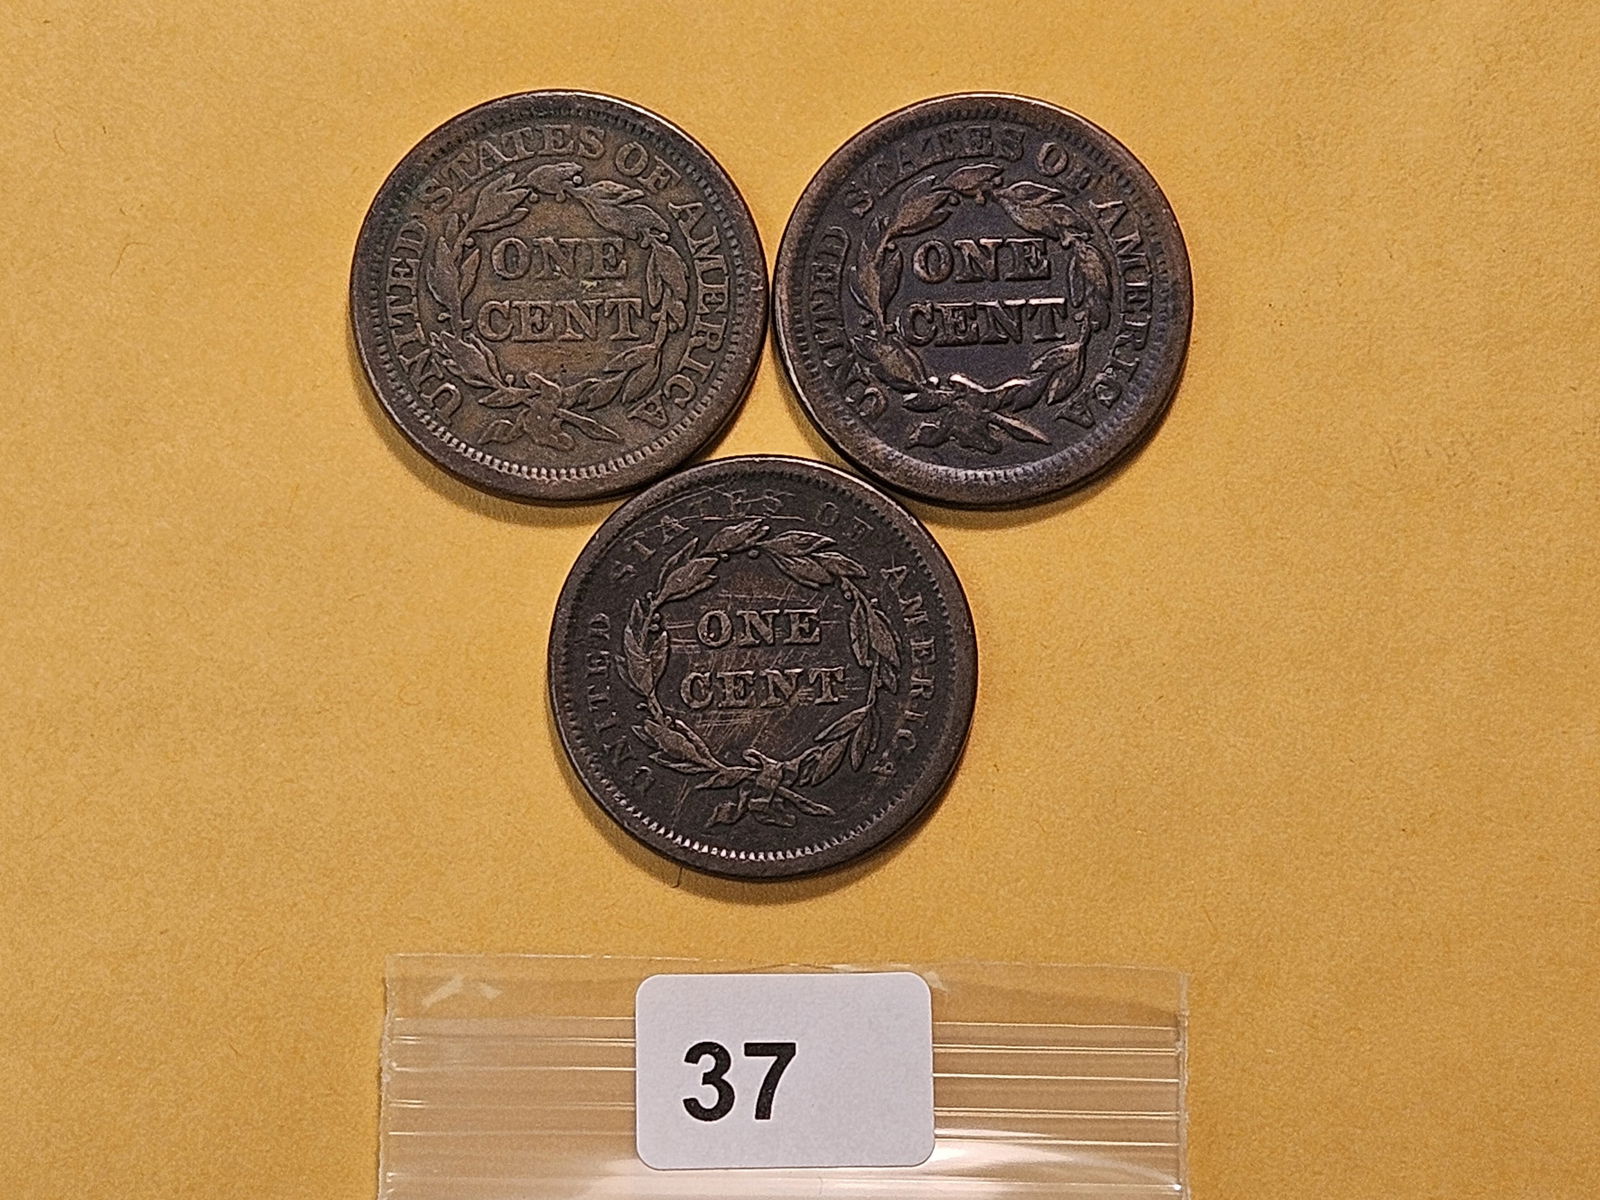 UNITED STATES OF AMERICA
ONE
CENT
UNITED STATES OF AMERICA
ONE
CENT
UNITED STATES OF AMERICA
ONE
CENT
37